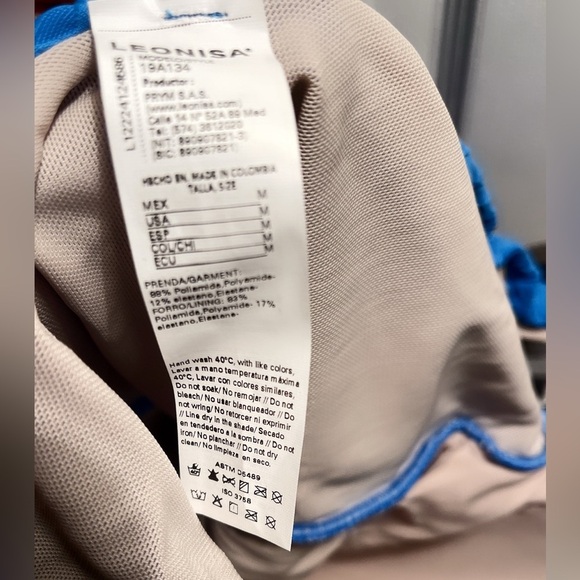 LEONISA®
19A134
Productor:
PRYM S.A.S.
www.leonisa.com
Calle 14 N° 52A 89 Med
HECHO EN, MADE IN COLOMBIA
TALLA, SIZE
MEX M
USA M
ESP M
COL/CHI M
ECU M
PRENDA/GARMENT:
88% Poliamida,Polyamide-
12% elastano,Elastane-
FORRO/LINING: 83%
Poliamida,Polyamide- 17%
elastano,Elastane-
Hand wash 40°C, with like colors,
Lavar a mano temperatura máxima
40°C, Lavar con colores similares,
Do not soak/ No remojar // Do not
bleach/ No usar blanqueador // Do
not wring/ No retorcer ni exprimir
// Line dry in the shade/ Secado
en tendedero a la sombra // Do not
iron/ No planchar // Do not dry
clean/ No limpieza en seco.
ASTM D5489
ISO 3758